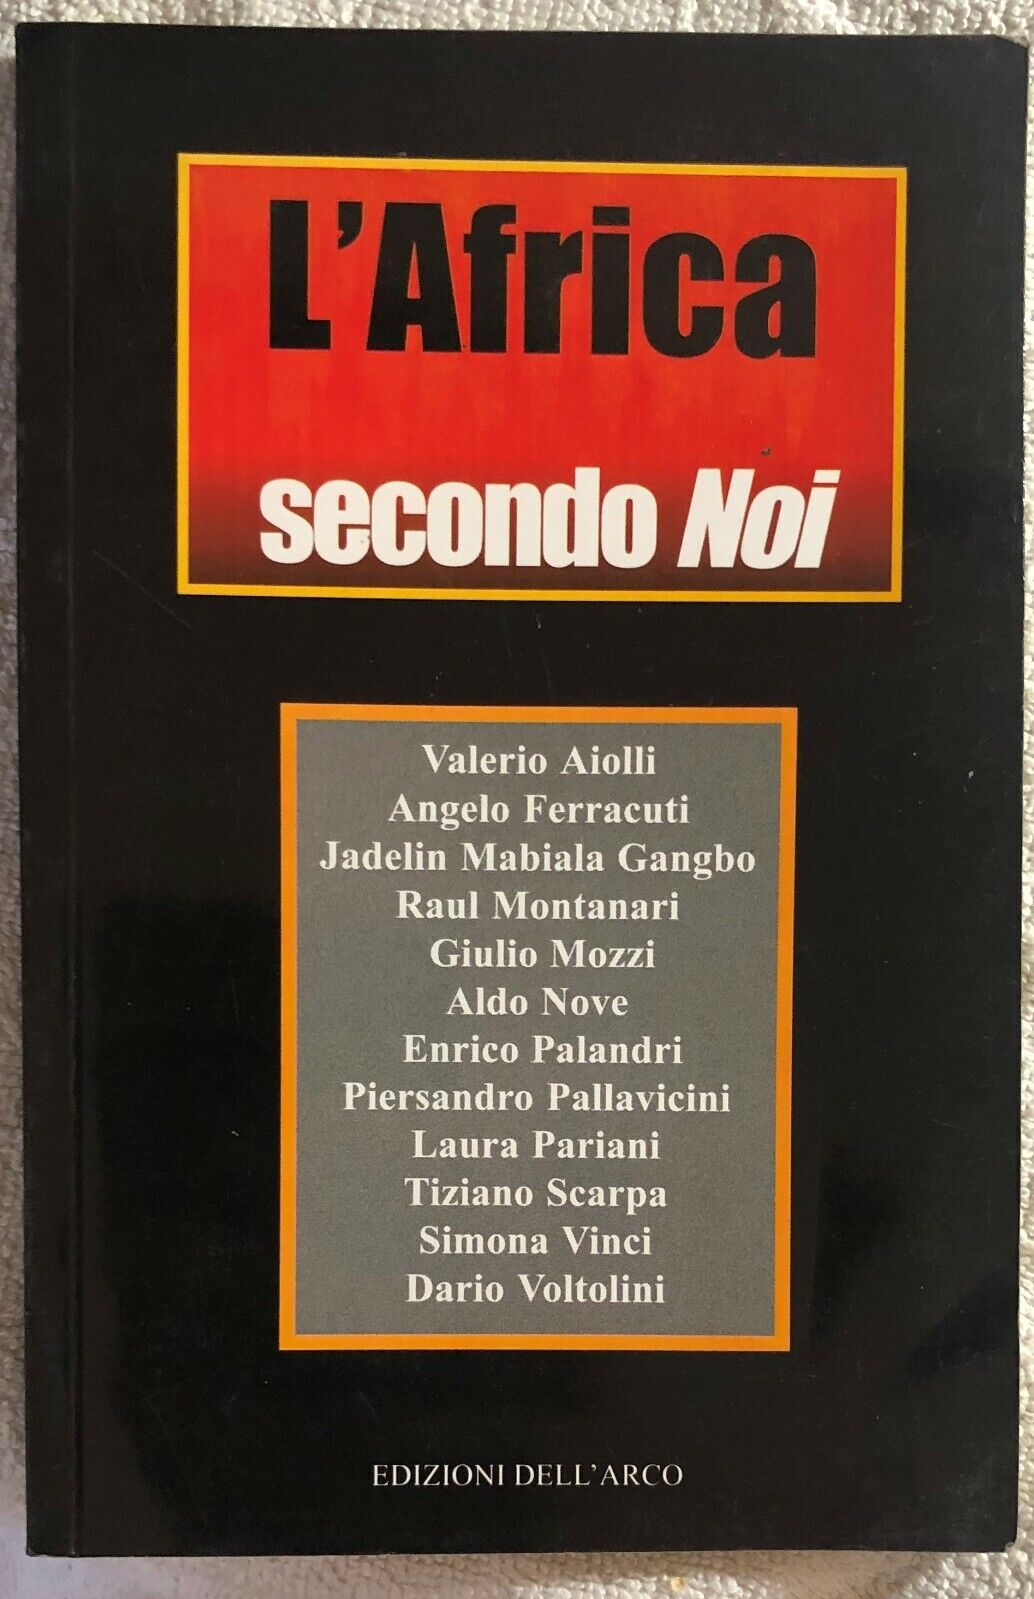 L'Africa
secondo Noi
Valerio Aiolli
Angelo Ferracuti
Jadelin Mabiala Gangbo
Raul Montanari
Giulio Mozzi
Aldo Nove
Enrico Palandri
Piersandro Pallavicini
Laura Pariani
Tiziano Scarpa
Simona Vinci
Dario Voltolini
EDIZIONI DELL'ARCO